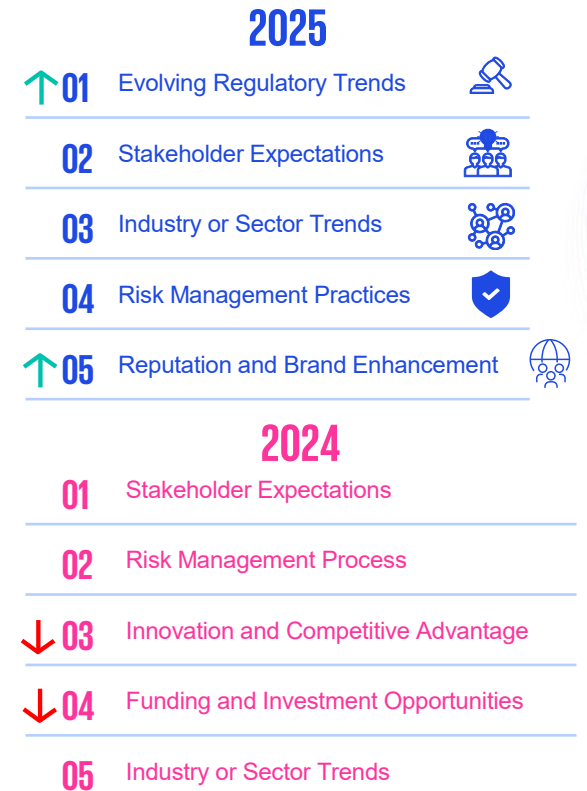 2025
01 Evolving Regulatory Trends
02 Stakeholder Expectations
03 Industry or Sector Trends
04 Risk Management Practices
05 Reputation and Brand Enhancement
2024
01 Stakeholder Expectations
02 Risk Management Process
03 Innovation and Competitive Advantage
04 Funding and Investment Opportunities
05 Industry or Sector Trends